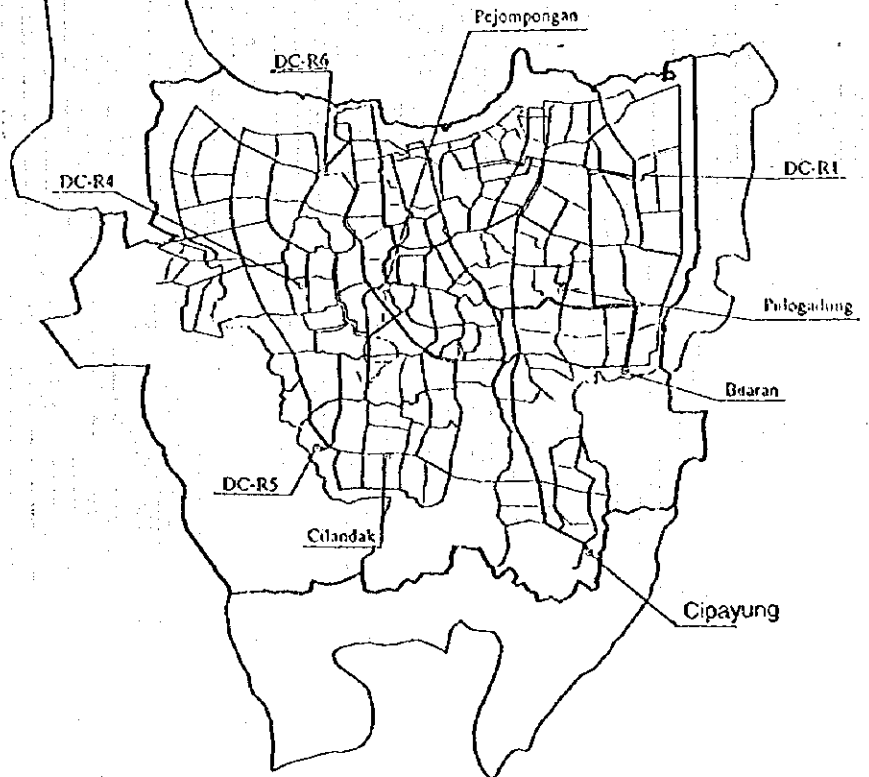 Pejompongan
DC-R6
DC-R4
DC-R1
Pulogadung
Buaran
DC-R5
Cilandak
Cipayung